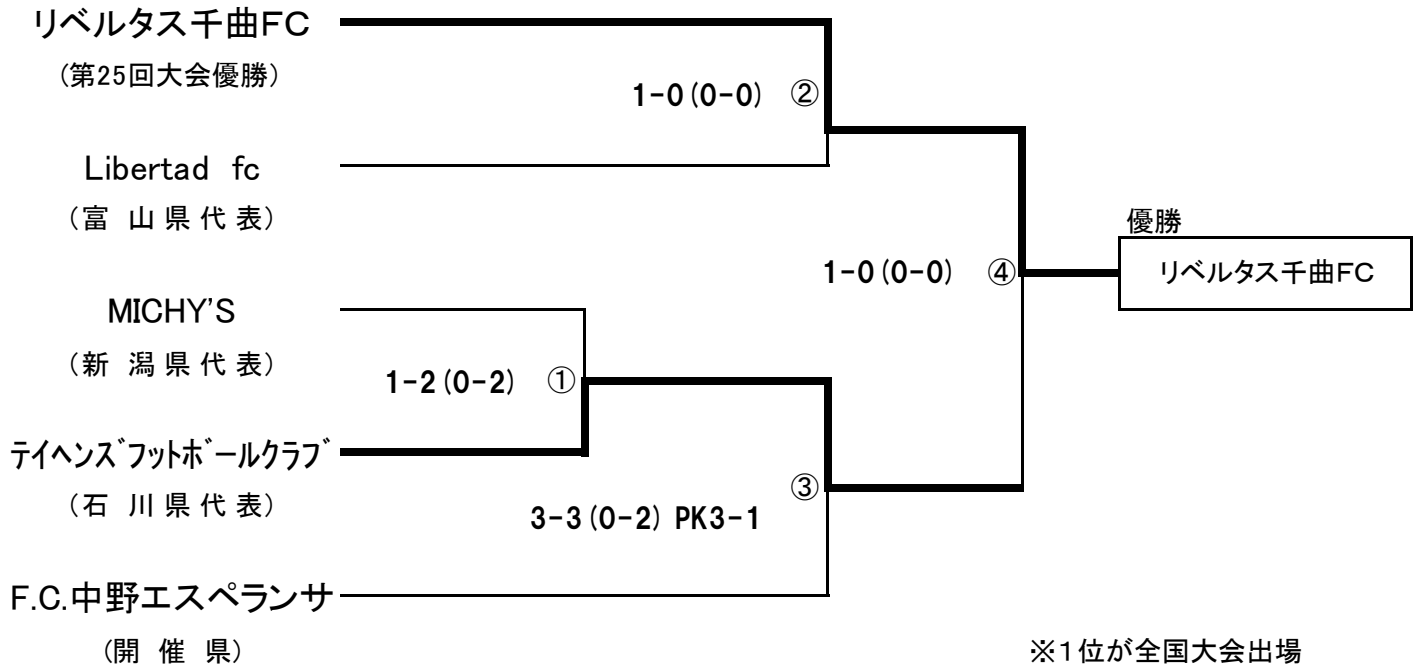 リベルタス千曲FC
(第25回大会優勝)
1-0(0-0) ②
Libertad fc
(富 山 県 代 表)
優勝
1-0(0-0) ④
リベルタス千曲FC
MICHY'S
(新 潟 県 代 表)
1-2(0-2) ①
テイヘンズフットボールクラブ
(石 川 県 代 表)
③
3-3(0-2) PK3-1
F.C.中野エスペランサ
(開 催 県)
※1位が全国大会出場